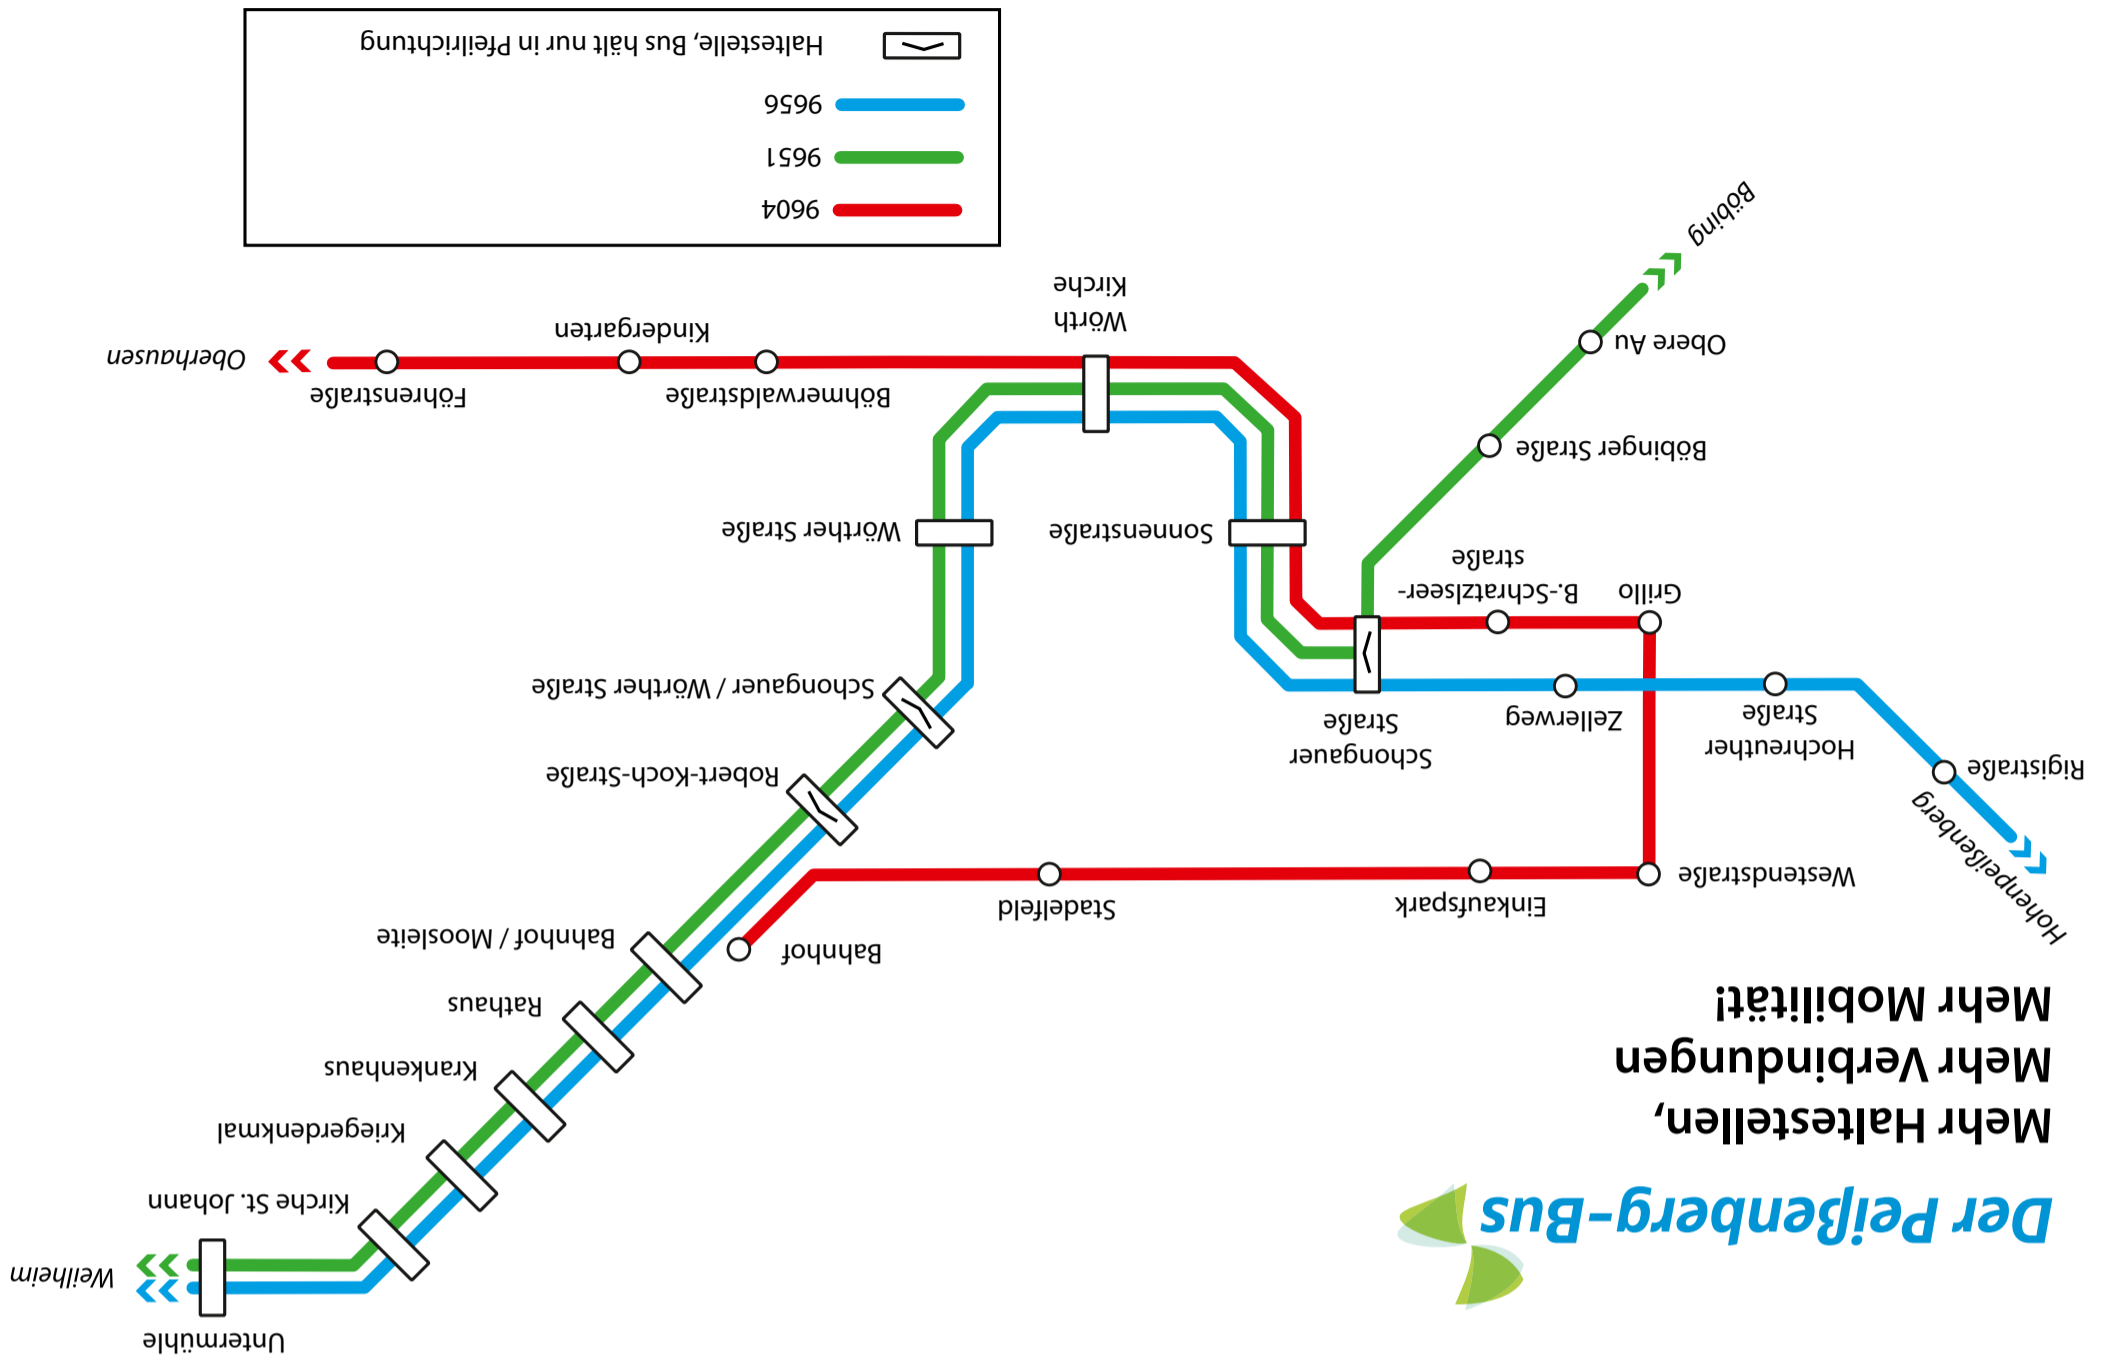 Der Peißenberg-Bus
Mehr Haltestellen,
Mehr Verbindungen
Mehr Mobilität!
Untermühle
Weilheim
Kirche St. Johann
Kriegerdenkmal
Krankenhaus
Rathaus
Bahnhof / Moosleite
Bahnhof
Stadelfeld
Einkaufspark
Westendstraße
Hohenpeißenberg
Rigistraße
Hochreuther
Straße
Zellerweg
Schongauer
Straße
Robert-Koch-Straße
Schongauer / Wörther Straße
Grillo
B.-Schratzlseer-
straße
Sonnenstraße
Wörther Straße
Böbinger Straße
Obere Au
Böbing
Wörth
Kirche
Böhmerwaldstraße
Kindergarten
Föhrenstraße
Oberhausen
9604
9651
9656
Haltestelle, Bus hält nur in Pfeilrichtung